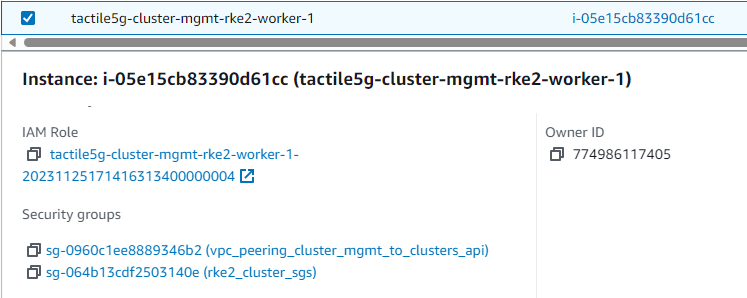 tactile5g-cluster-mgmt-rke2-worker-1 i-05e15cb83390d61cc
Instance: i-05e15cb83390d61cc (tactile5g-cluster-mgmt-rke2-worker-1)
IAM Role
tactile5g-cluster-mgmt-rke2-worker-1-
20231125171416313400000004
Owner ID
774986117405
Security groups
sg-0960c1ee8889346b2 (vpc_peering_cluster_mgmt_to_clusters_api)
sg-064b13cdf2503140e (rke2_cluster_sgs)